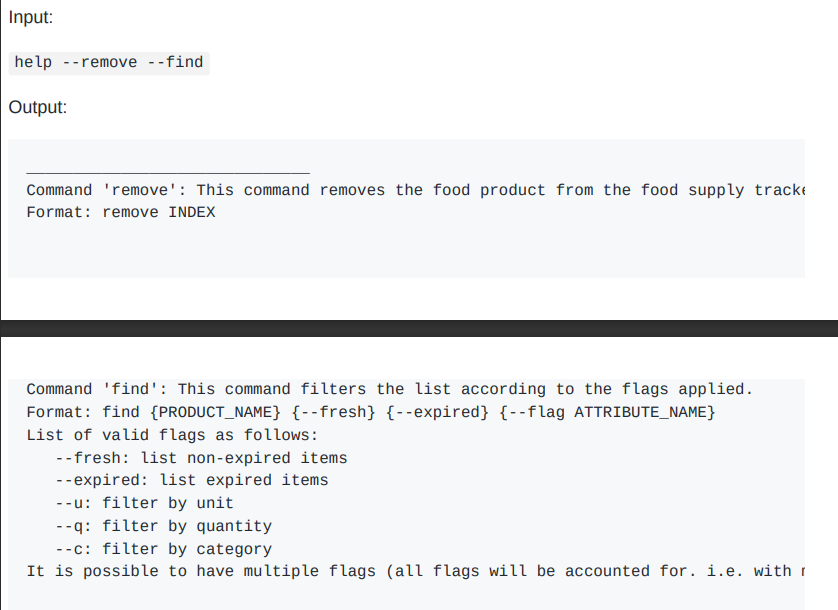 Input:
help --remove --find
Output:
______________________________
Command 'remove': This command removes the food product from the food supply
Format: remove INDEX
Command 'find': This command filters the list according to the flags applied.
Format: find {PRODUCT_NAME} {--fresh} {--expired} {--flag ATTRIBUTE_NAME}
List of valid flags as follows:
--fresh: list non-expired items
--expired: list expired items
--u: filter by unit
--q: filter by quantity
--c: filter by category
It is possible to have multiple flags (all flags will be accounted for. i.e. with